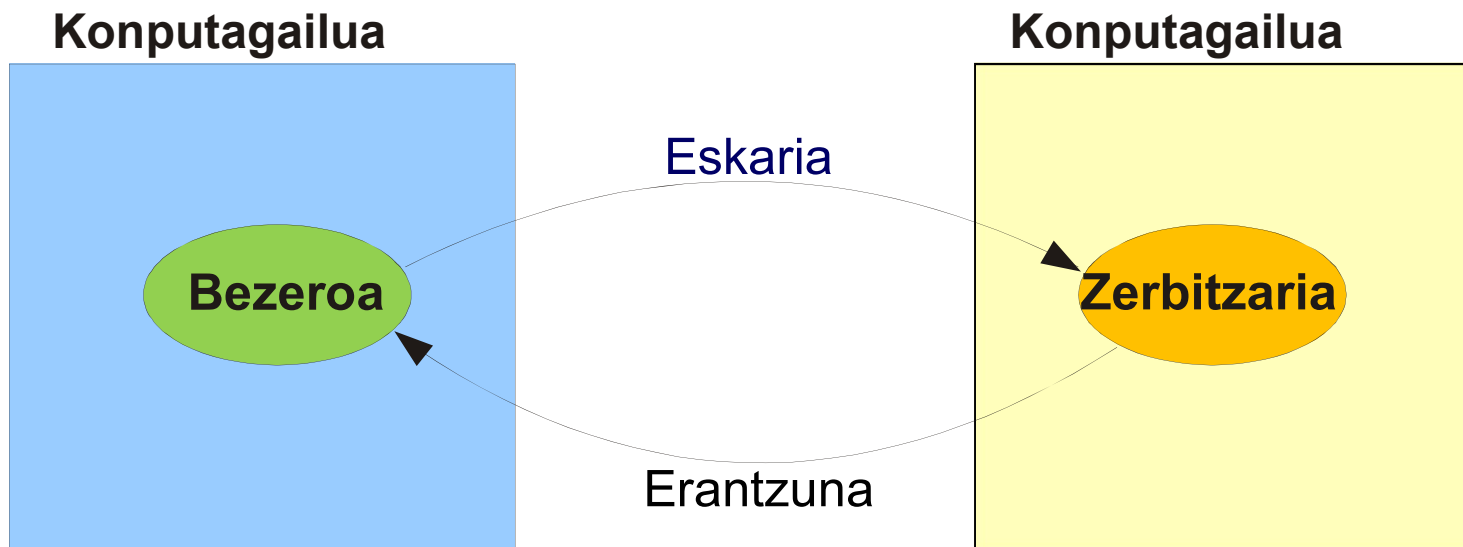 Konputagailua
Konputagailua
Eskaria
Bezeroa
Zerbitzaria
Erantzuna